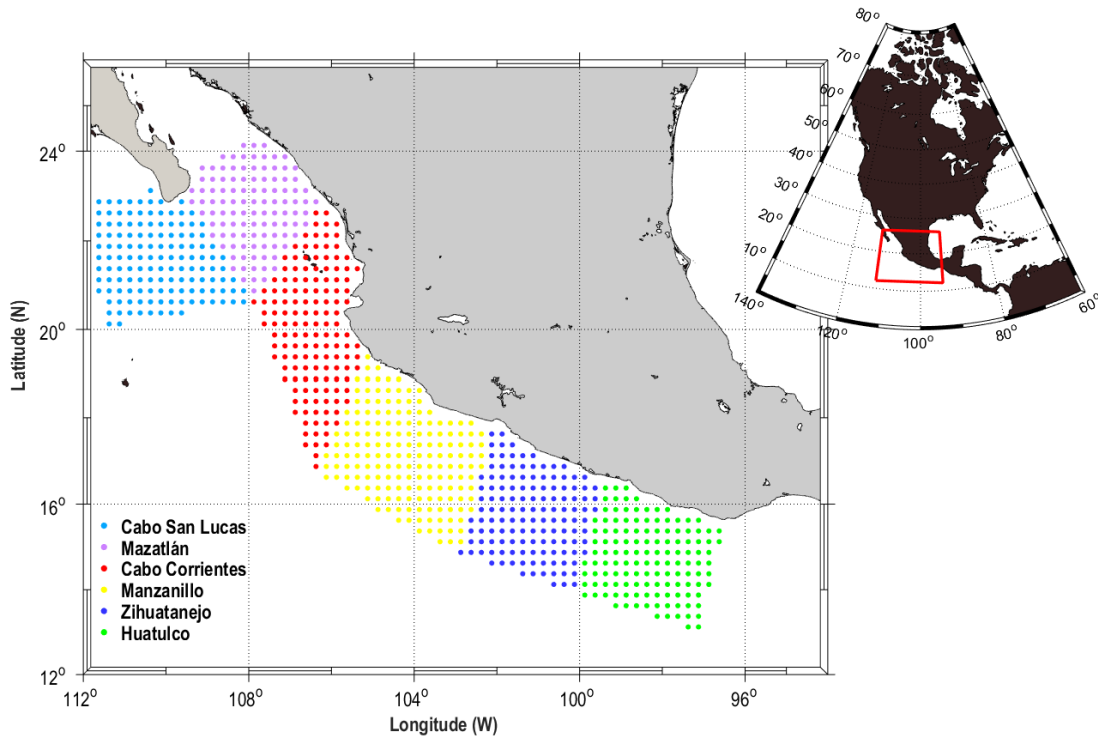 80°
70°
60°
50°
40°
30°
20°
10°
140°
120°
100°
80°
60°
24°
20°
16°
12°
Latitude (N)
Cabo San Lucas
Mazatlán
Cabo Corrientes
Manzanillo
Zihuatanejo
Huatulco
112°
108°
104°
100°
96°
Longitude (W)